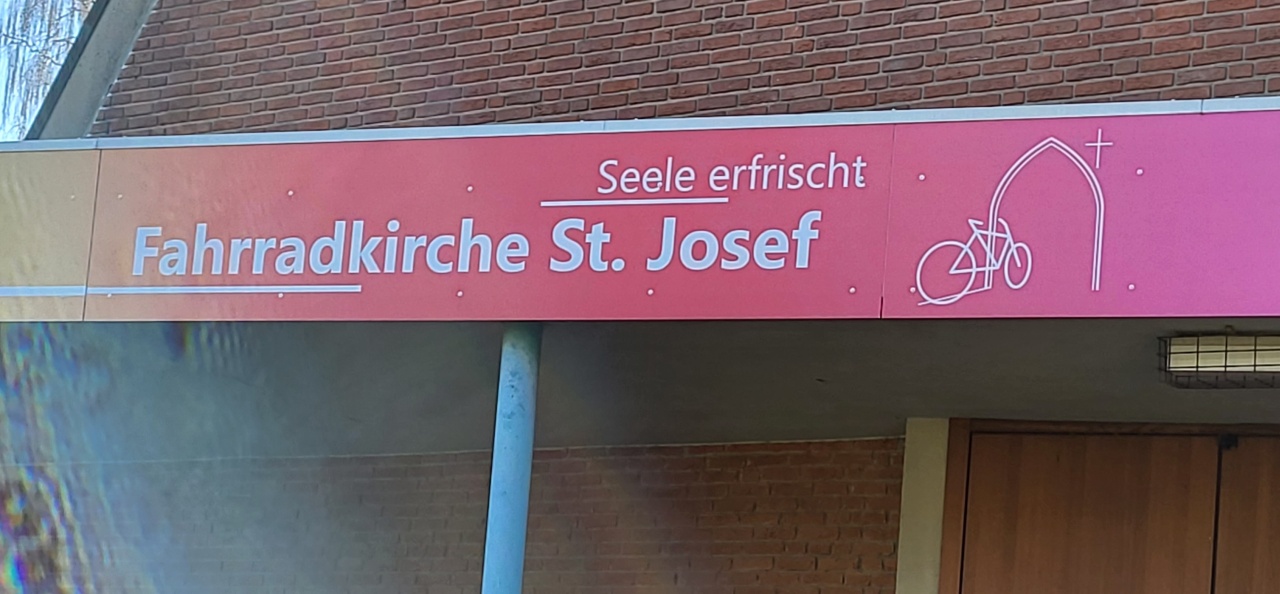 Seele erfrischt
Fahrradkirche St. Josef